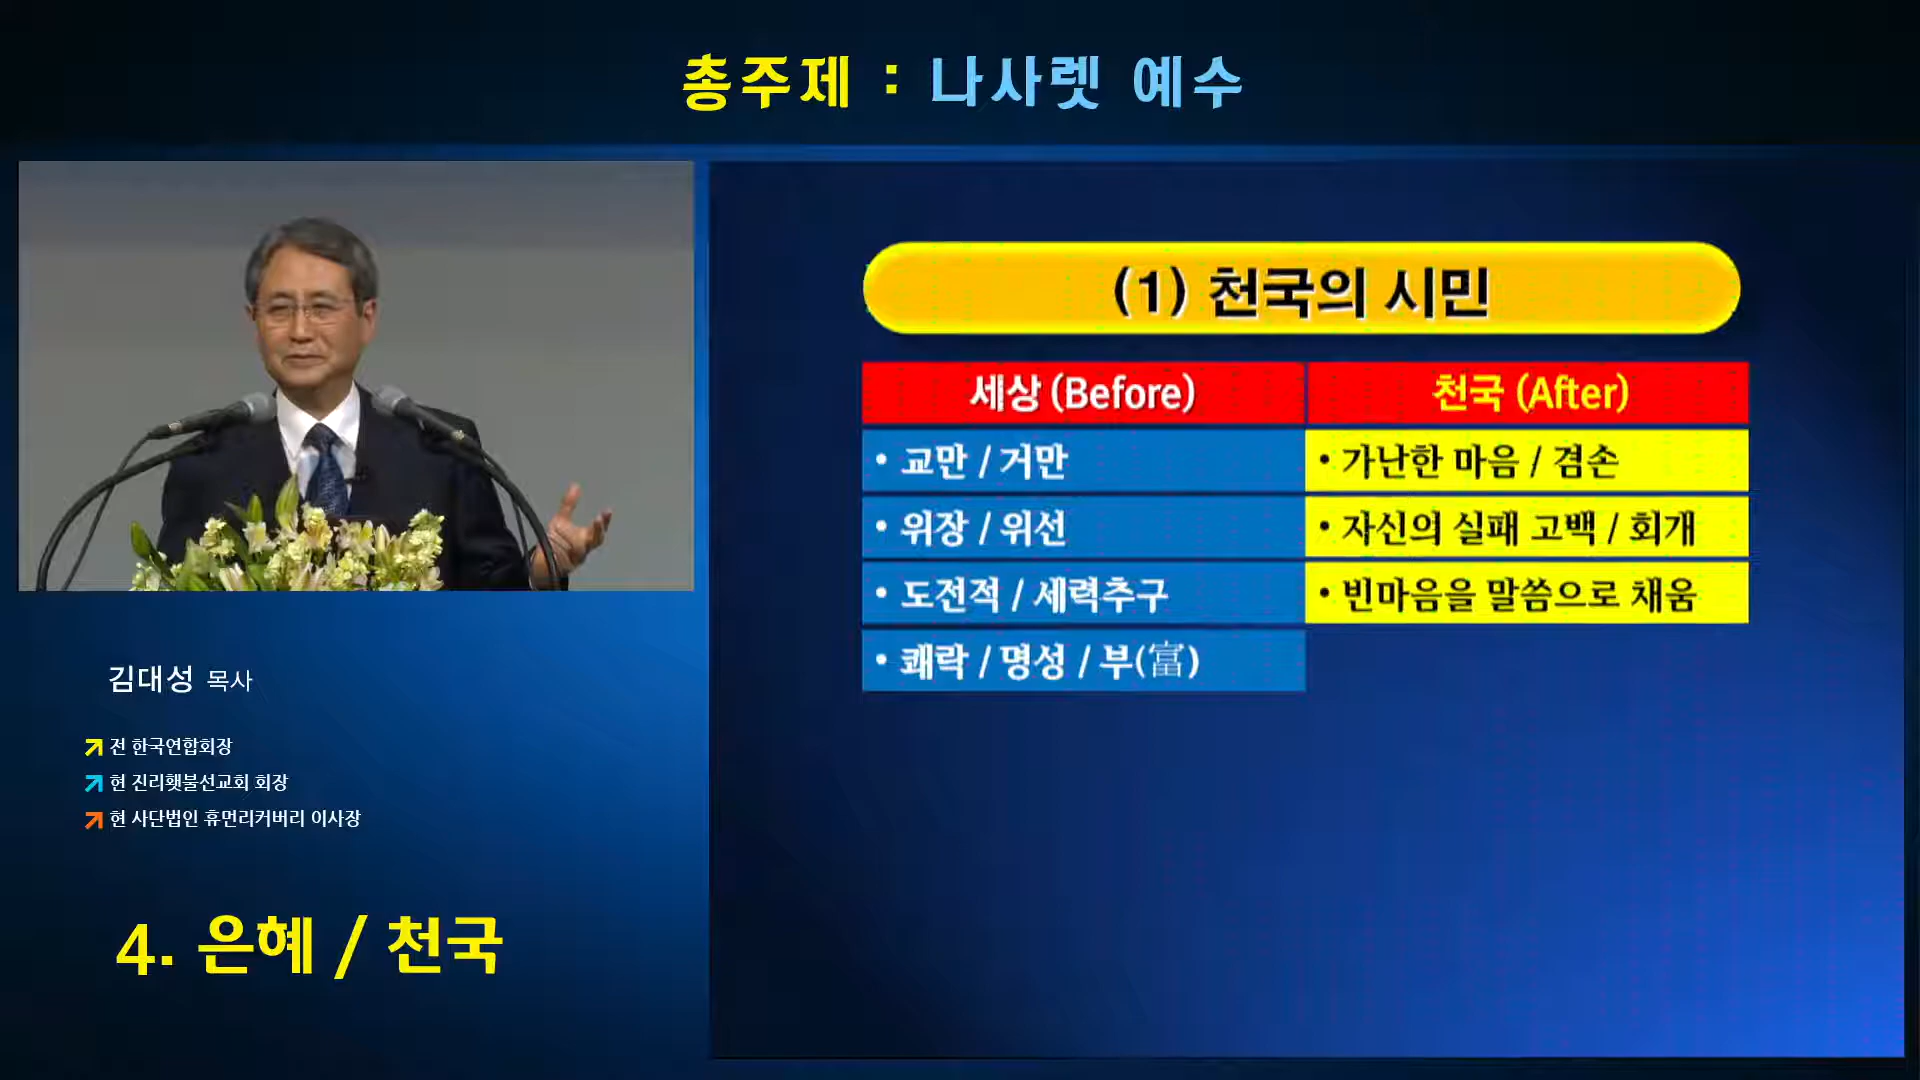 총주제 : 나사렛 예수
(1) 천국의 시민
세상 (Before)
천국 (After)
• 교만 / 거만
• 가난한 마음 / 겸손
• 위장 / 위선
• 자신의 실패 고백 / 회개
• 도전적 / 세력추구
• 빈마음을 말씀으로 채움
• 쾌락 / 명성 / 부(富)
김대성 목사
전 한국연합회장
현 진리횃불선교회 회장
현 사단법인 휴먼리커버리 이사장
4. 은혜 / 천국